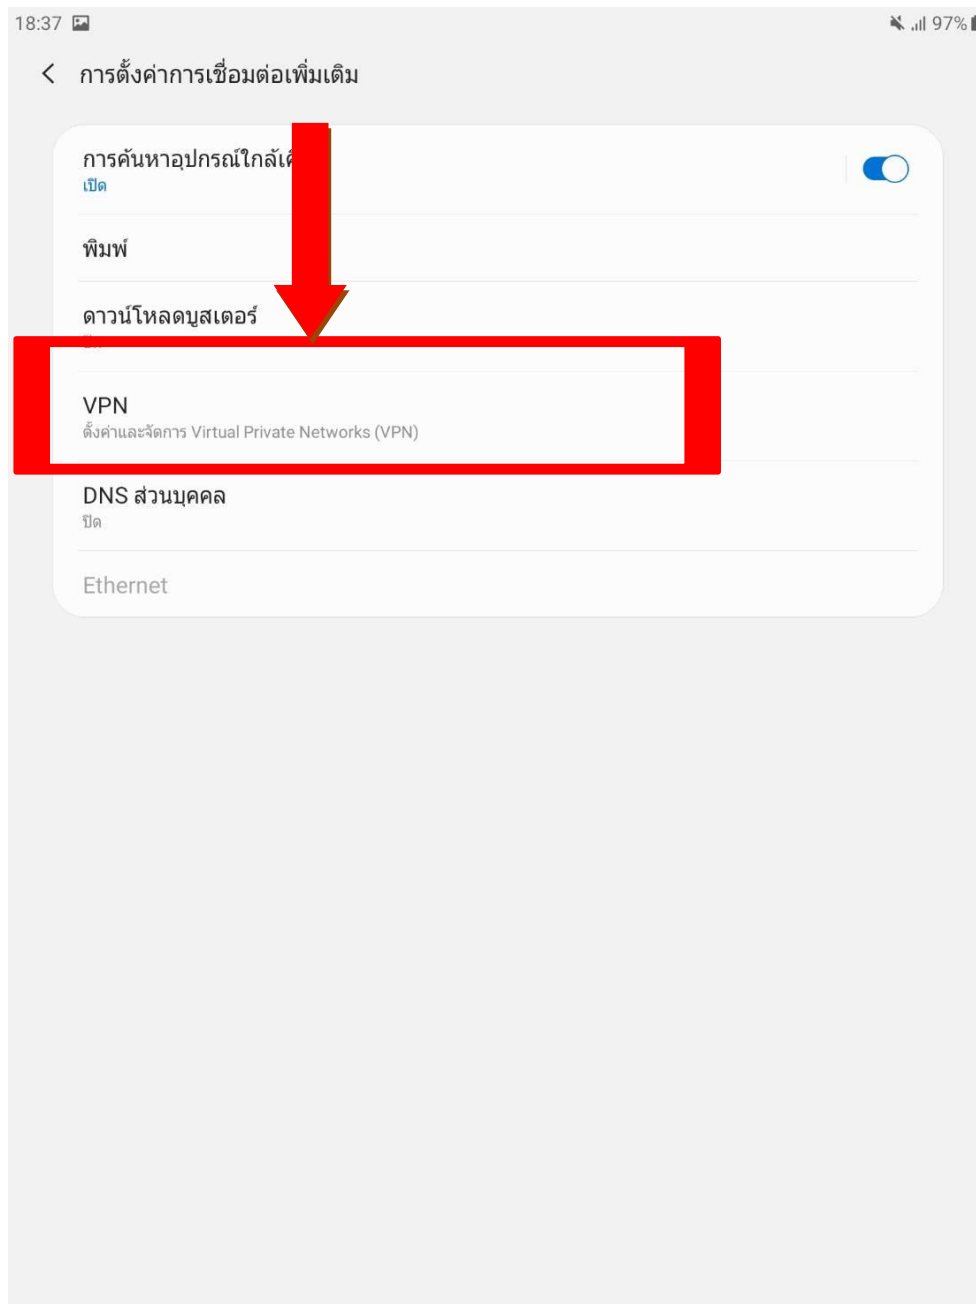 18:37 97%
การตั้งค่าการเชื่อมต่อเพิ่มเติม
การค้นหาอุปกรณ์ใกล้เ
เปิด
พิมพ์
ดาวน์โหลดบูสเตอร์
VPN
ตั้งค่าและจัดการ Virtual Private Networks (VPN)
DNS ส่วนบุคคล
ปิด
Ethernet